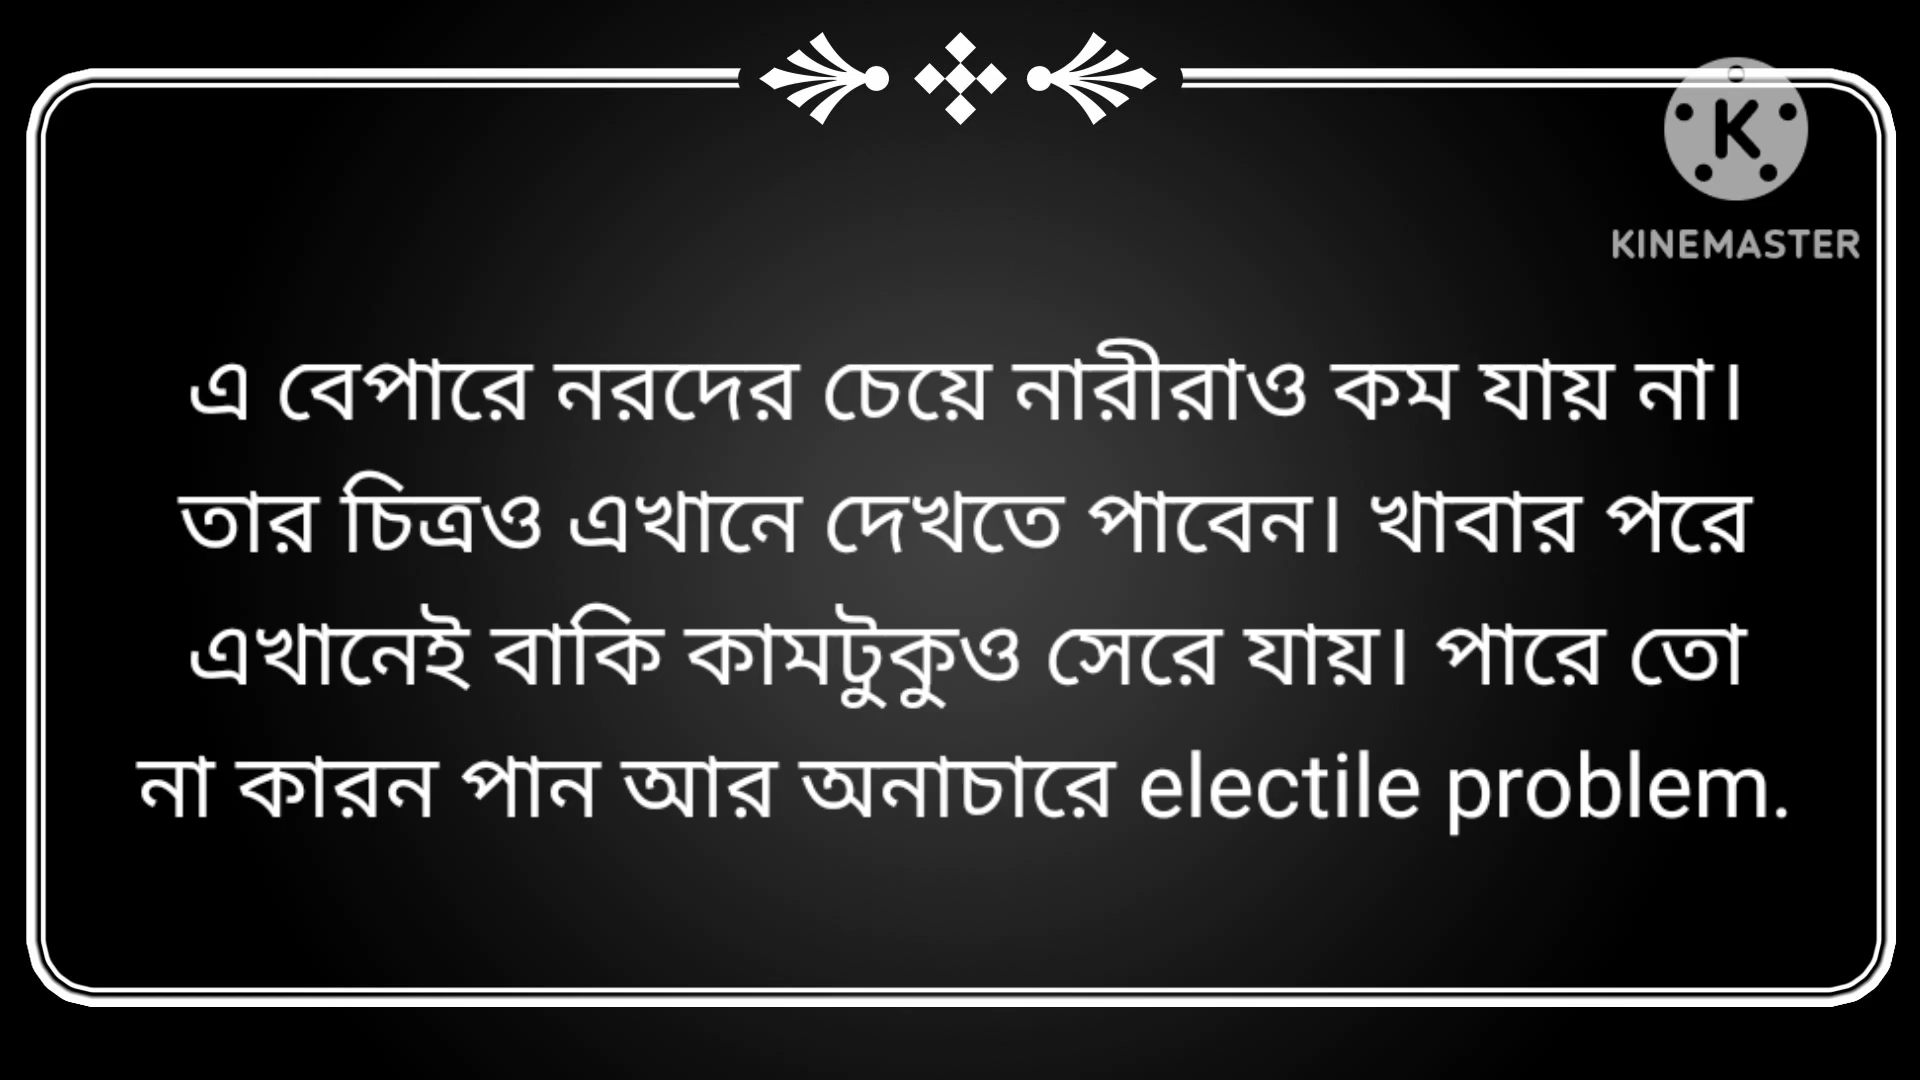 KINEMASTER
এ বেপারে নরদের চেয়ে নারীরাও কম যায় না।
তার চিত্রও এখানে দেখতে পাবেন। খাবার পরে
এখানেই বাকি কামটুকুও সেরে যায়। পারে তো
না কারন পান আর অনাচারে electile problem.